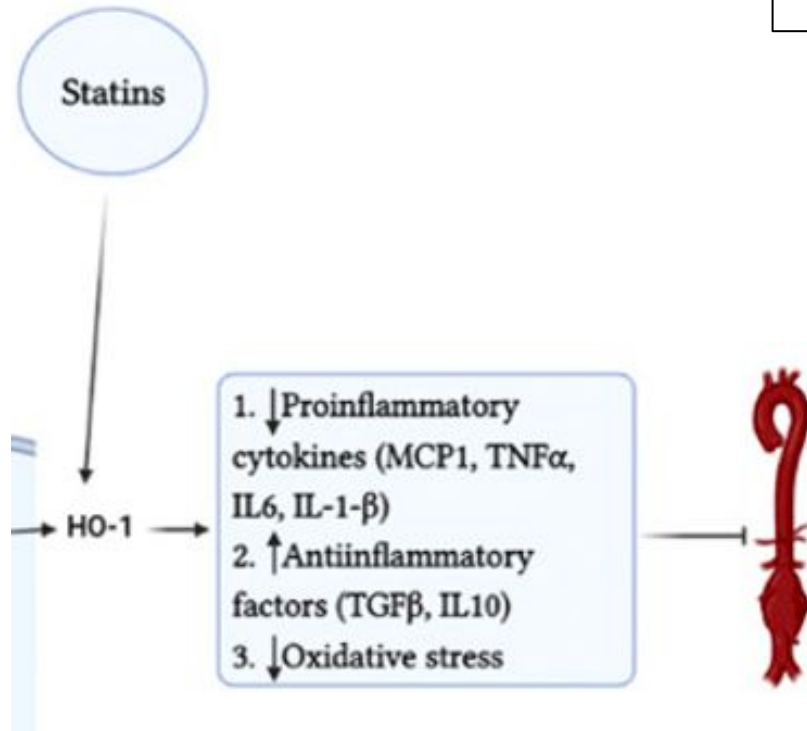 Statins
HO-1
1. ↓Proinflammatory
cytokines (MCP1, TNFα,
IL6, IL-1-β)
2. ↑Antiinflammatory
factors (TGFβ, IL10)
3. ↓Oxidative stress